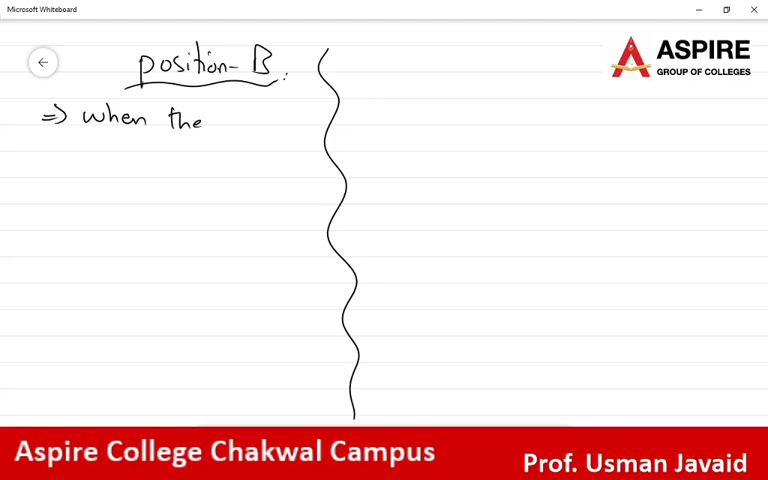 Microsoft Whiteboard
position-B.
⇒ when the
ASPIRE
GROUP OF COLLEGES
Aspire College Chakwal Campus
Prof. Usman Javaid